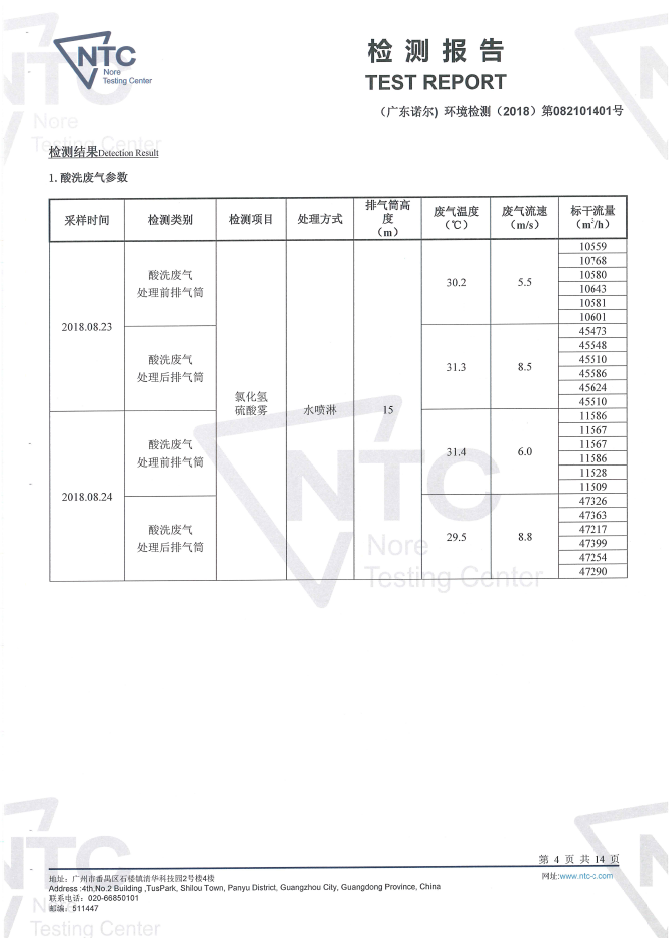 NTC
Nore
Testing Center
检测报告
TEST REPORT
（广东诺尔）环境检测（2018）第082101401号
检测结果Detection Result
1. 酸洗废气参数
采样时间 检测类别 检测项目 处理方式 排气筒高度（m） 废气温度（℃） 废气流速（m/s） 标干流量（m³/h）
2018.08.23 酸洗废气 处理前排气筒 氯化氢 硫酸雾 水喷淋 15 30.2 5.5 10559
10768
10580
10643
10581
10601
酸洗废气 处理后排气筒 31.3 8.5 45473
45548
45510
45586
45624
45510
2018.08.24 酸洗废气 处理前排气筒 31.4 6.0 11586
11567
11567
11586
11528
11509
酸洗废气 处理后排气筒 29.5 8.8 47326
47363
47217
47399
47254
47290
NTC
Nore
Testing Center
第 4 页 共 14 页
地址：广州市番禺区石楼镇清华科技园2号楼4楼
网址:www.ntc-c.com
Address :4th,No.2 Building ,TusPark, Shilou Town, Panyu District, Guangzhou City, Guangdong Province, China
联系电话：020-66850101
邮编：511447